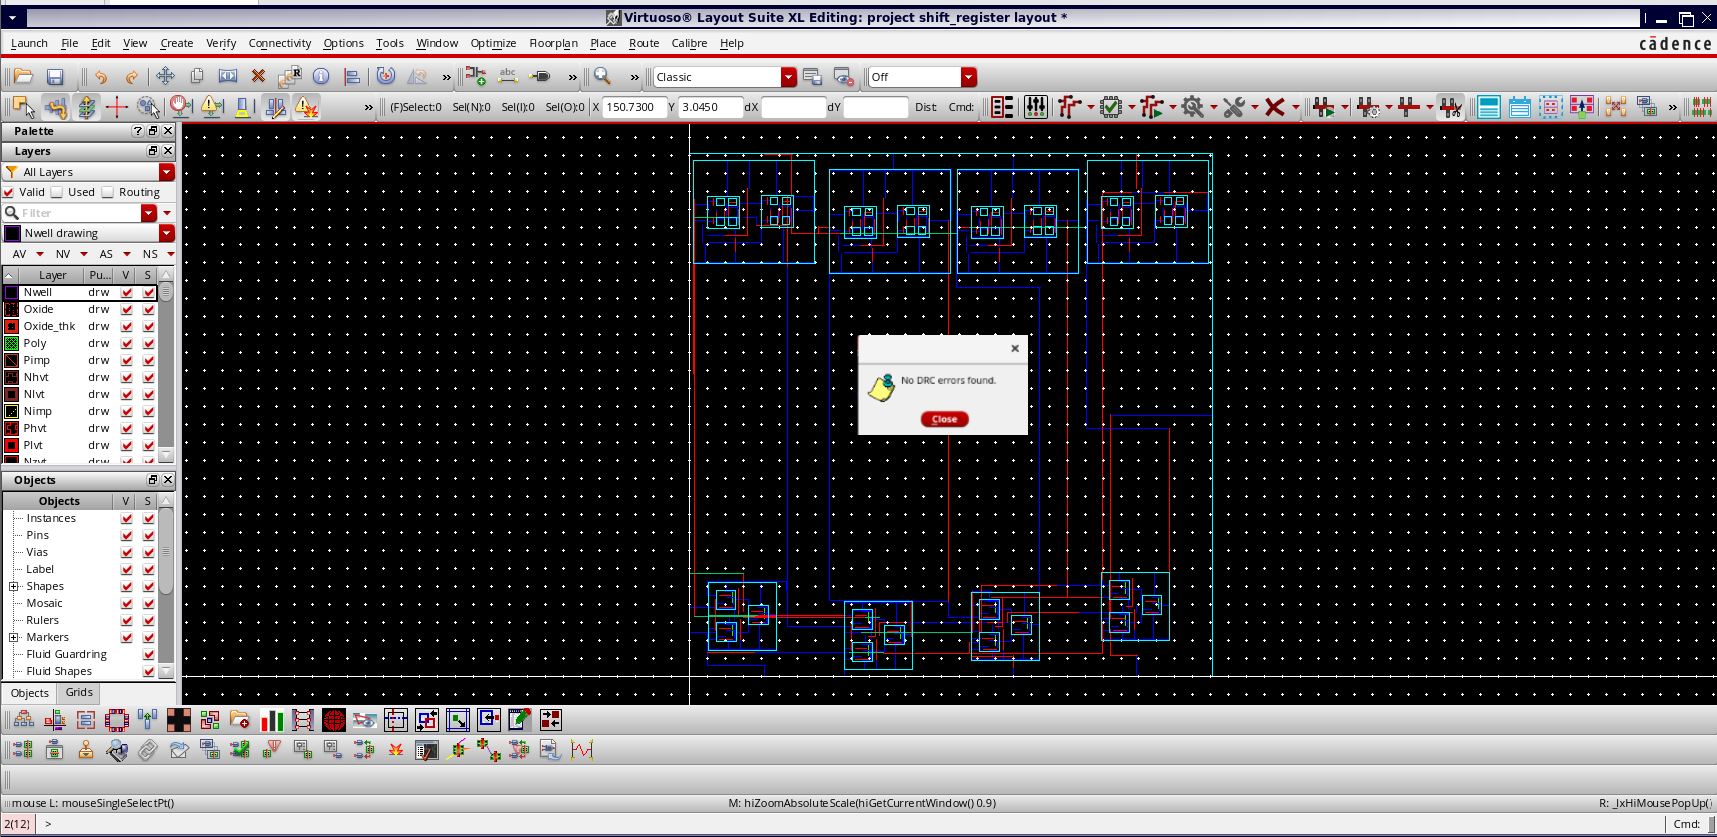 Virtuoso® Layout Suite XL Editing: project shift_register layout *
Launch File Edit View Create Verify Connectivity Options Tools Window Optimize Floorplan Place Route Calibre Help
cādence
abc
Classic
Off
(F)Select:0 Sel(N):0 Sel(I):0 Sel(O):0 X 150.7300 Y 3.0450 dX dY Dist: Cmd:
Palette
Layers
All Layers
Valid Used Routing
Filter
Nwell drawing
AV NV AS NS
Layer Pu... V S
Nwell drw
Oxide drw
Oxide_thk drw
Poly drw
Pimp drw
Nhvt drw
Nlvt drw
Nimp drw
Phvt drw
Plvt drw
Nzvt drw
No DRC errors found.
Close
Objects
Objects V S
Instances
Pins
Vias
Label
Shapes
Mosaic
Rulers
Markers
Fluid Guardring
Fluid Shapes
Objects Grids
mouse L: mouseSingleSelectPt() M: hiZoomAbsoluteScale(hiGetCurrentWindow() 0.9) R: _lxHiMousePopUp()
2(12) > Cmd: